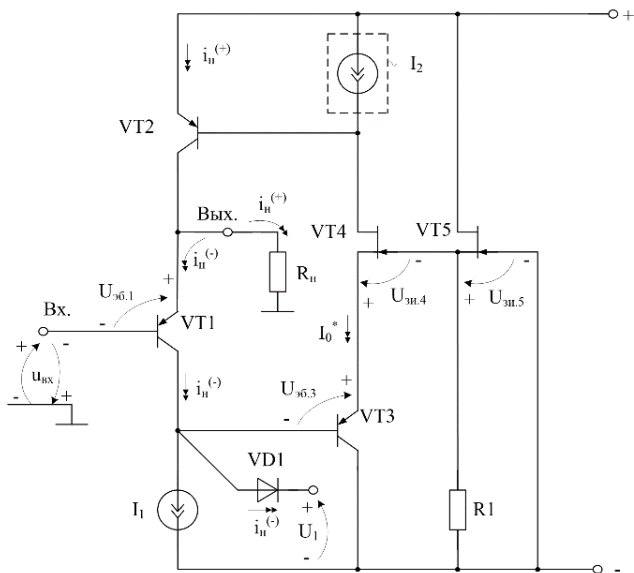 +
iн(+)
I2
VT2
iн(+)
Вых.
VT4
VT5
iн(-)
Rн
Uзи.4
Uзи.5
Uэб.1
Вх.
VT1
I0*
uвх
iн(-)
Uэб.3
VT3
VD1
I1
iн(-)
U1
R1
-